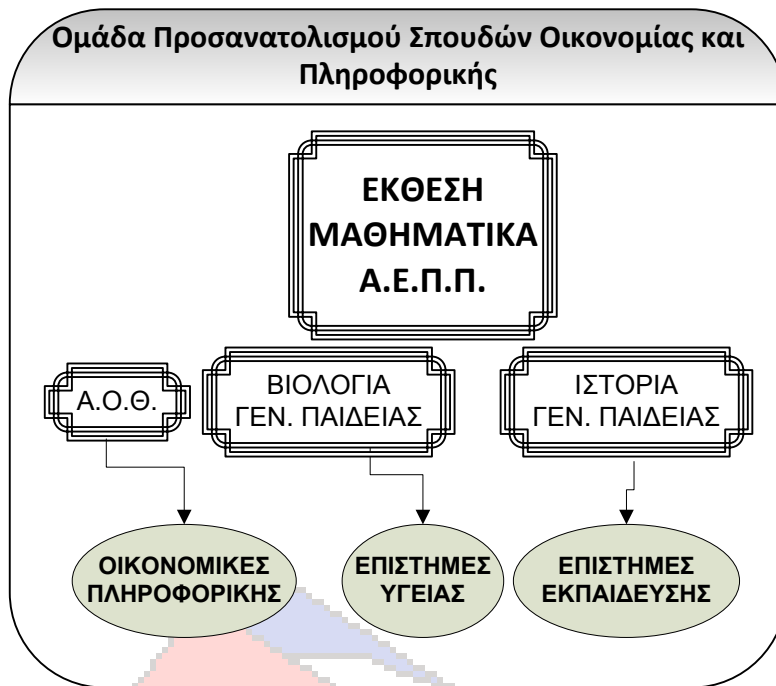 Ομάδα Προσανατολισμού Σπουδών Οικονομίας και
Πληροφορικής
ΕΚΘΕΣΗ
ΜΑΘΗΜΑΤΙΚΑ
Α.Ε.Π.Π.
Α.Ο.Θ.
ΒΙΟΛΟΓΙΑ
ΓΕΝ. ΠΑΙΔΕΙΑΣ
ΙΣΤΟΡΙΑ
ΓΕΝ. ΠΑΙΔΕΙΑΣ
ΟΙΚΟΝΟΜΙΚΕΣ
ΠΛΗΡΟΦΟΡΙΚΗΣ
ΕΠΙΣΤΗΜΕΣ
ΥΓΕΙΑΣ
ΕΠΙΣΤΗΜΕΣ
ΕΚΠΑΙΔΕΥΣΗΣ